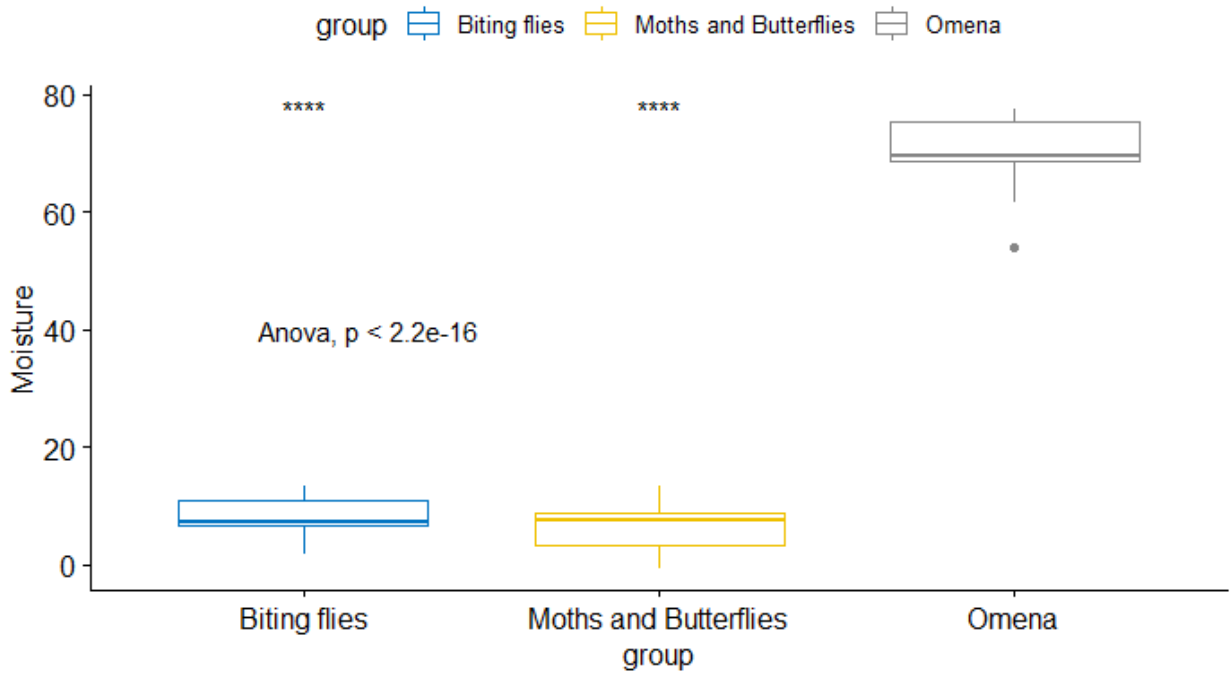 group Biting flies Moths and Butterflies Omena
80
**** ****
60
Moisture
40
Anova, p < 2.2e-16
20
0
Biting flies Moths and Butterflies Omena
group